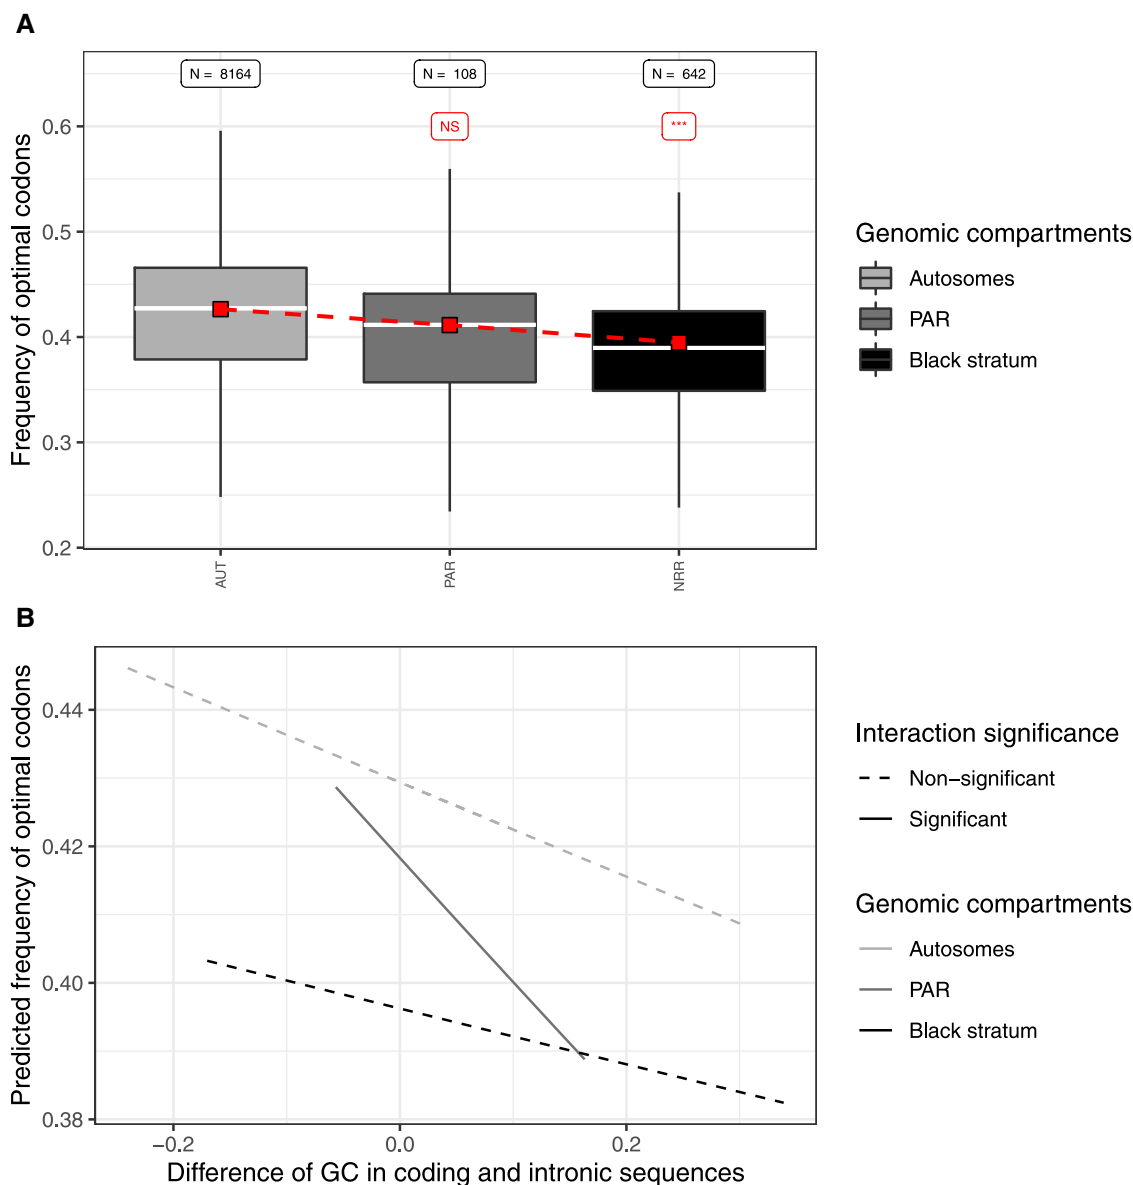 A
N = 8164
N = 108
N = 642
NS
***
0.6
0.5
0.4
0.3
0.2
Frequency of optimal codons
AUT
PAR
NRR
Genomic compartments
Autosomes
PAR
Black stratum
B
0.44
0.42
0.40
0.38
Predicted frequency of optimal codons
−0.2
0.0
0.2
Difference of GC in coding and intronic sequences
Interaction significance
Non−significant
Significant
Genomic compartments
Autosomes
PAR
Black stratum